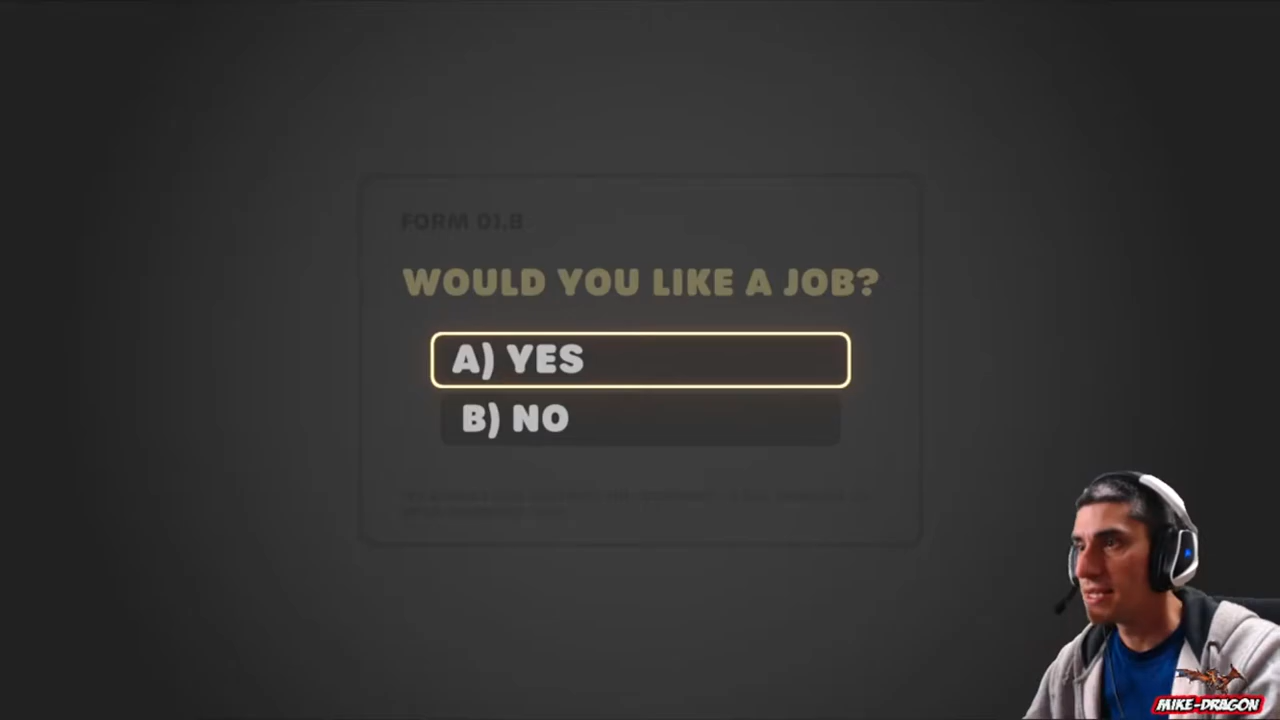 FORM 01.B
WOULD YOU LIKE A JOB?
A) YES
B) NO
MIKE-DRAGON